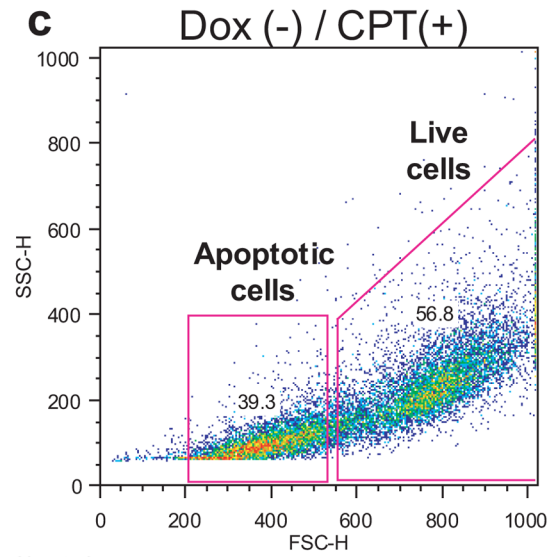 c
Dox (-) / CPT(+)
1000
800
600
400
200
0
SSC-H
Live
cells
Apoptotic
cells
56.8
39.3
0
200
400
600
800
1000
FSC-H